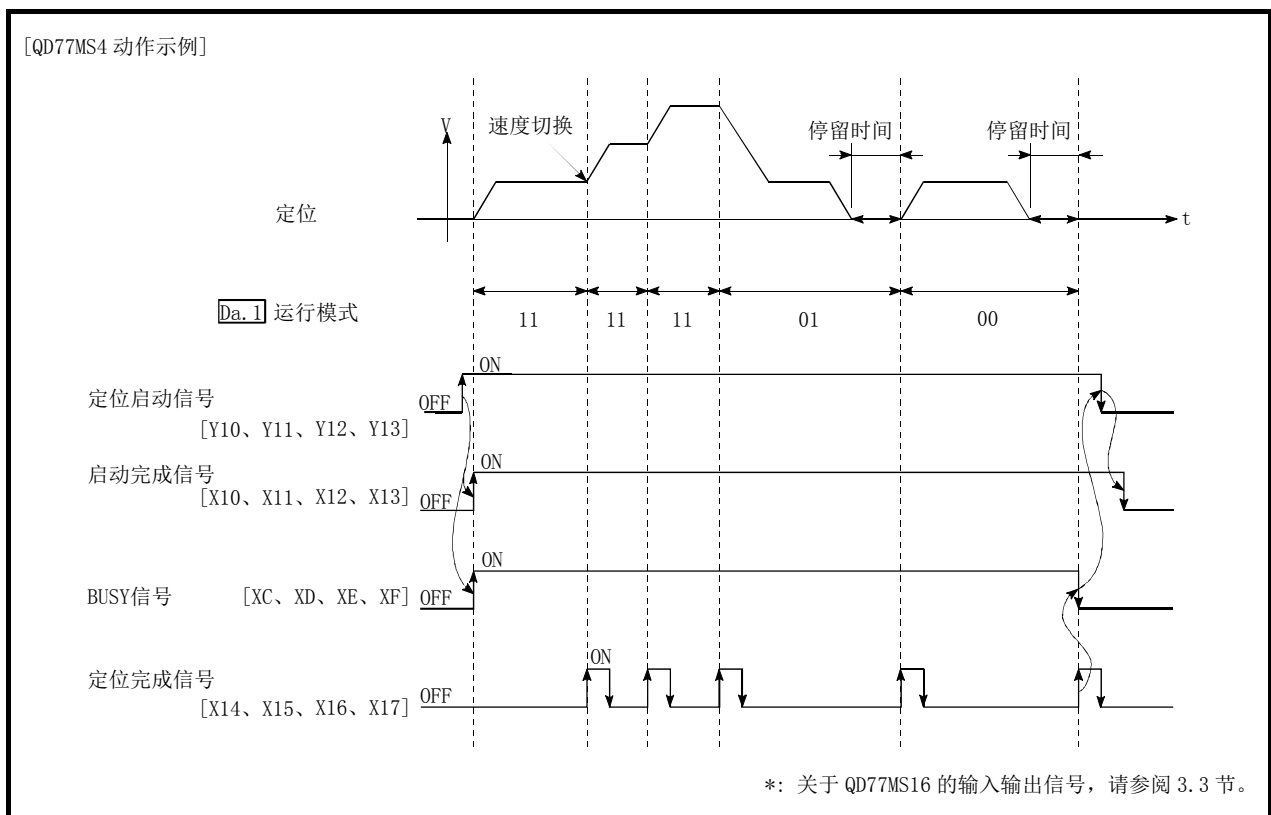 [QD77MS4 动作示例]
V
速度切换
停留时间
停留时间
定位
t
Da.1 运行模式
11
11
11
01
00
ON
定位启动信号
OFF
[Y10、Y11、Y12、Y13]
ON
启动完成信号
[X10、X11、X12、X13]
OFF
ON
BUSY信号
[XC、XD、XE、XF]
OFF
ON
定位完成信号
OFF
[X14、X15、X16、X17]
*: 关于 QD77MS16 的输入输出信号，请参阅 3.3 节。